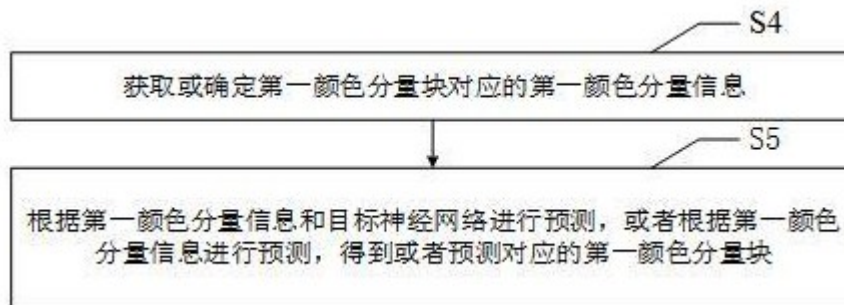 S4
获取或确定第一颜色分量块对应的第一颜色分量信息
S5
根据第一颜色分量信息和目标神经网络进行预测，或者根据第一颜色
分量信息进行预测，得到或者预测对应的第一颜色分量块